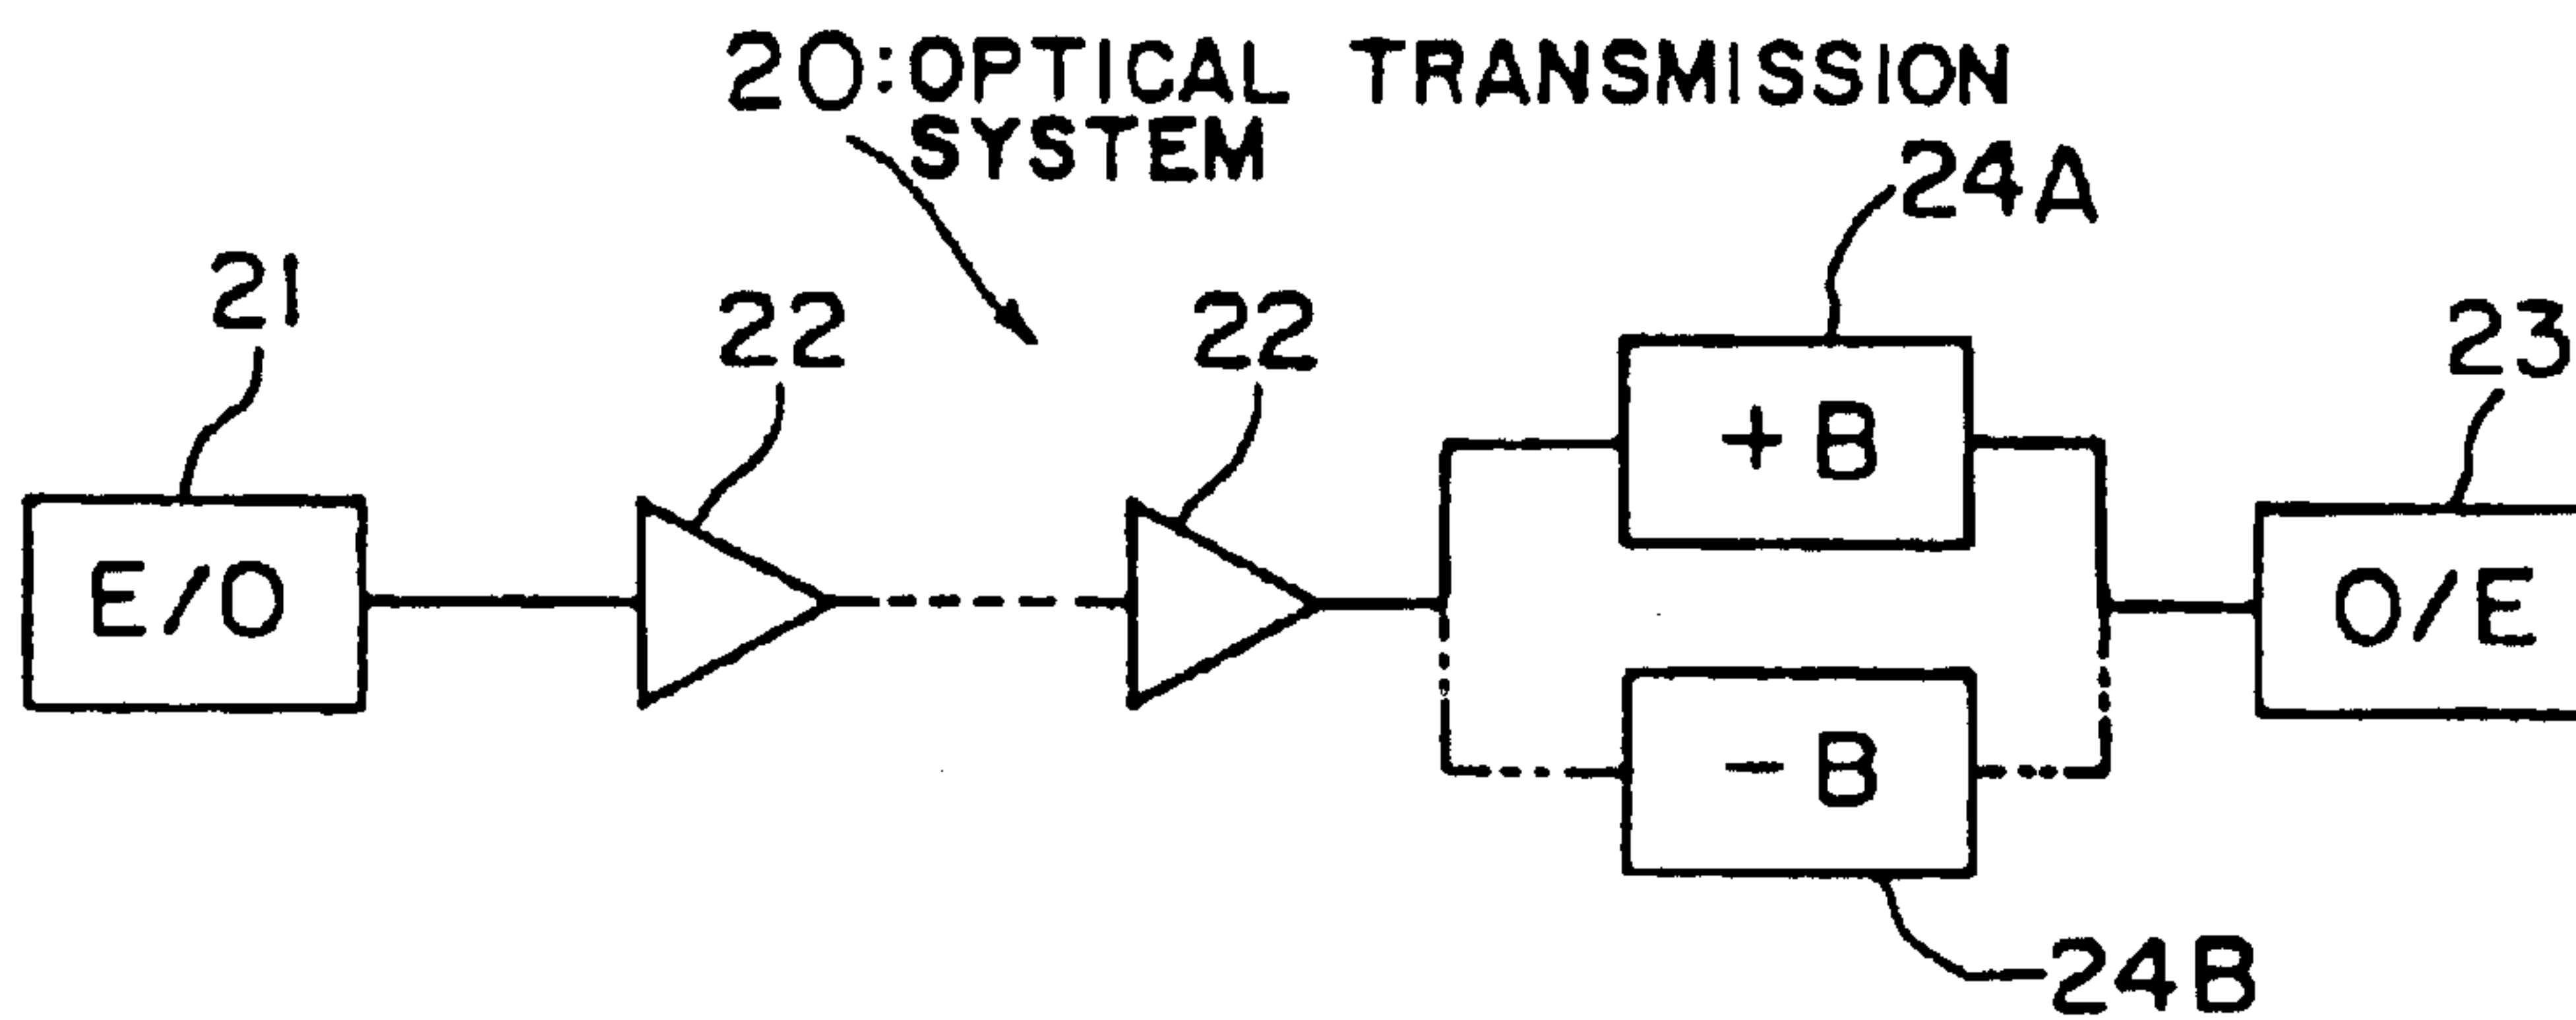 20:OPTICAL TRANSMISSION
SYSTEM
24A
21
22
22
23
+B
E/O
O/E
-B
24B